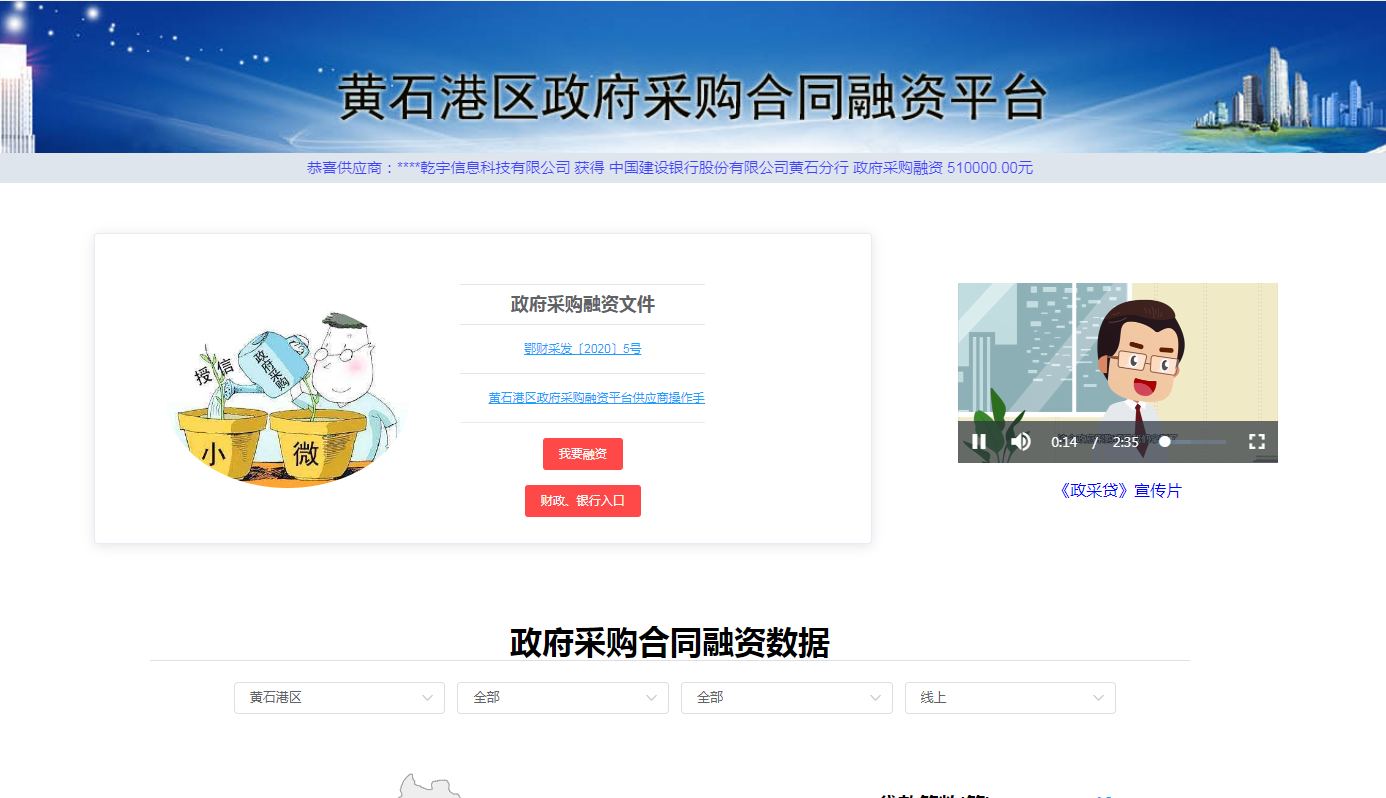 黄石港区政府采购合同融资平台
恭喜供应商：****乾宇信息科技有限公司 获得 中国建设银行股份有限公司黄石分行 政府采购融资 510000.00元
政府采购融资文件
鄂财采发〔2020〕5号
黄石港区政府采购融资平台供应商操作手
我要融资
财政、银行入口
授信
政府采购
小
微
0:14 / 2:35
《政采贷》宣传片
政府采购合同融资数据
黄石港区
全部
全部
线上